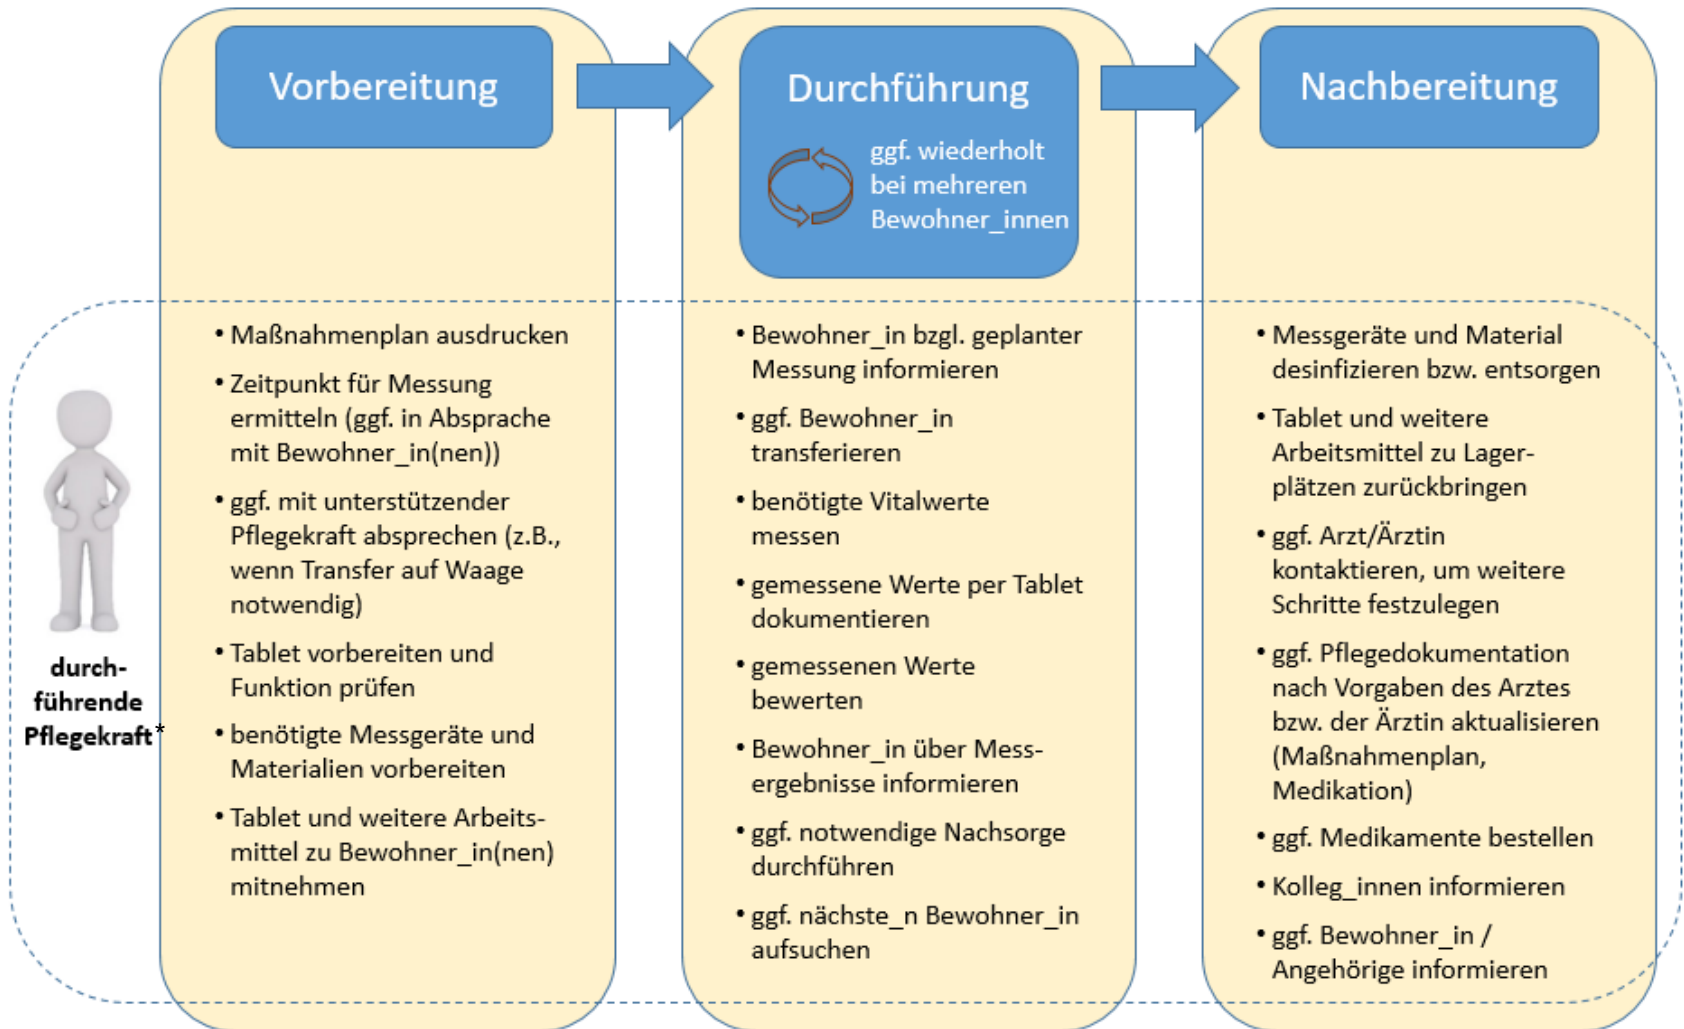 Vorbereitung
Durchführung
ggf. wiederholt
bei mehreren
Bewohner_innen
Nachbereitung
durch-
führende
Pflegekraft*
• Maßnahmenplan ausdrucken
• Zeitpunkt für Messung
ermitteln (ggf. in Absprache
mit Bewohner_in(nen))
• ggf. mit unterstützender
Pflegekraft absprechen (z.B.,
wenn Transfer auf Waage
notwendig)
• Tablet vorbereiten und
Funktion prüfen
• benötigte Messgeräte und
Materialien vorbereiten
• Tablet und weitere Arbeits-
mittel zu Bewohner_in(nen)
mitnehmen
• Bewohner_in bzgl. geplanter
Messung informieren
• ggf. Bewohner_in
transferieren
• benötigte Vitalwerte
messen
• gemessene Werte per Tablet
dokumentieren
• gemessenen Werte
bewerten
• Bewohner_in über Mess-
ergebnisse informieren
• ggf. notwendige Nachsorge
durchführen
• ggf. nächste_n Bewohner_in
aufsuchen
• Messgeräte und Material
desinfizieren bzw. entsorgen
• Tablet und weitere
Arbeitsmittel zu Lager-
plätzen zurückbringen
• ggf. Arzt/Ärztin
kontaktieren, um weitere
Schritte festzulegen
• ggf. Pflegedokumentation
nach Vorgaben des Arztes
bzw. der Ärztin aktualisieren
(Maßnahmenplan,
Medikation)
• ggf. Medikamente bestellen
• Kolleg_innen informieren
• ggf. Bewohner_in /
Angehörige informieren